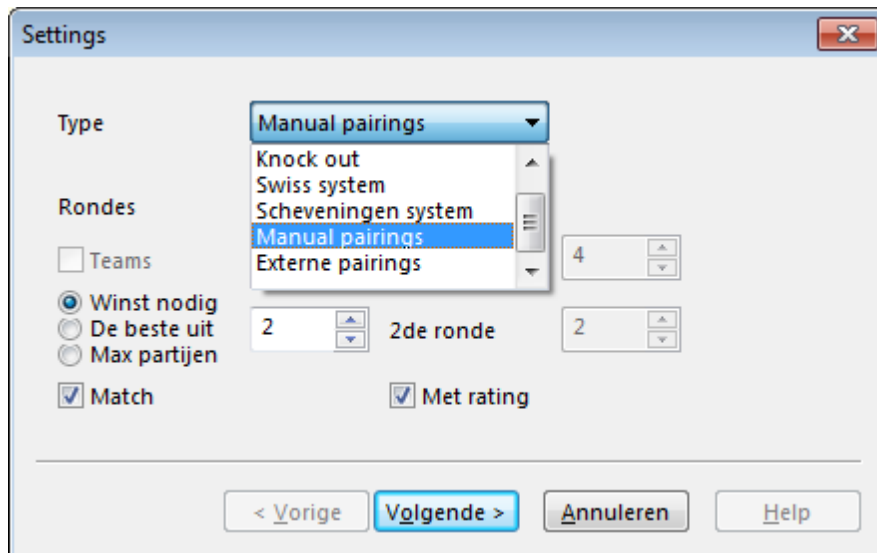 Settings
Type Manual pairings
Knock out
Swiss system
Rondes Scheveningen system
Manual pairings
Teams Externe pairings 4
Winst nodig
De beste uit 2 2de ronde 2
Max partijen
Match Met rating
< Vorige Volgende > Annuleren Help